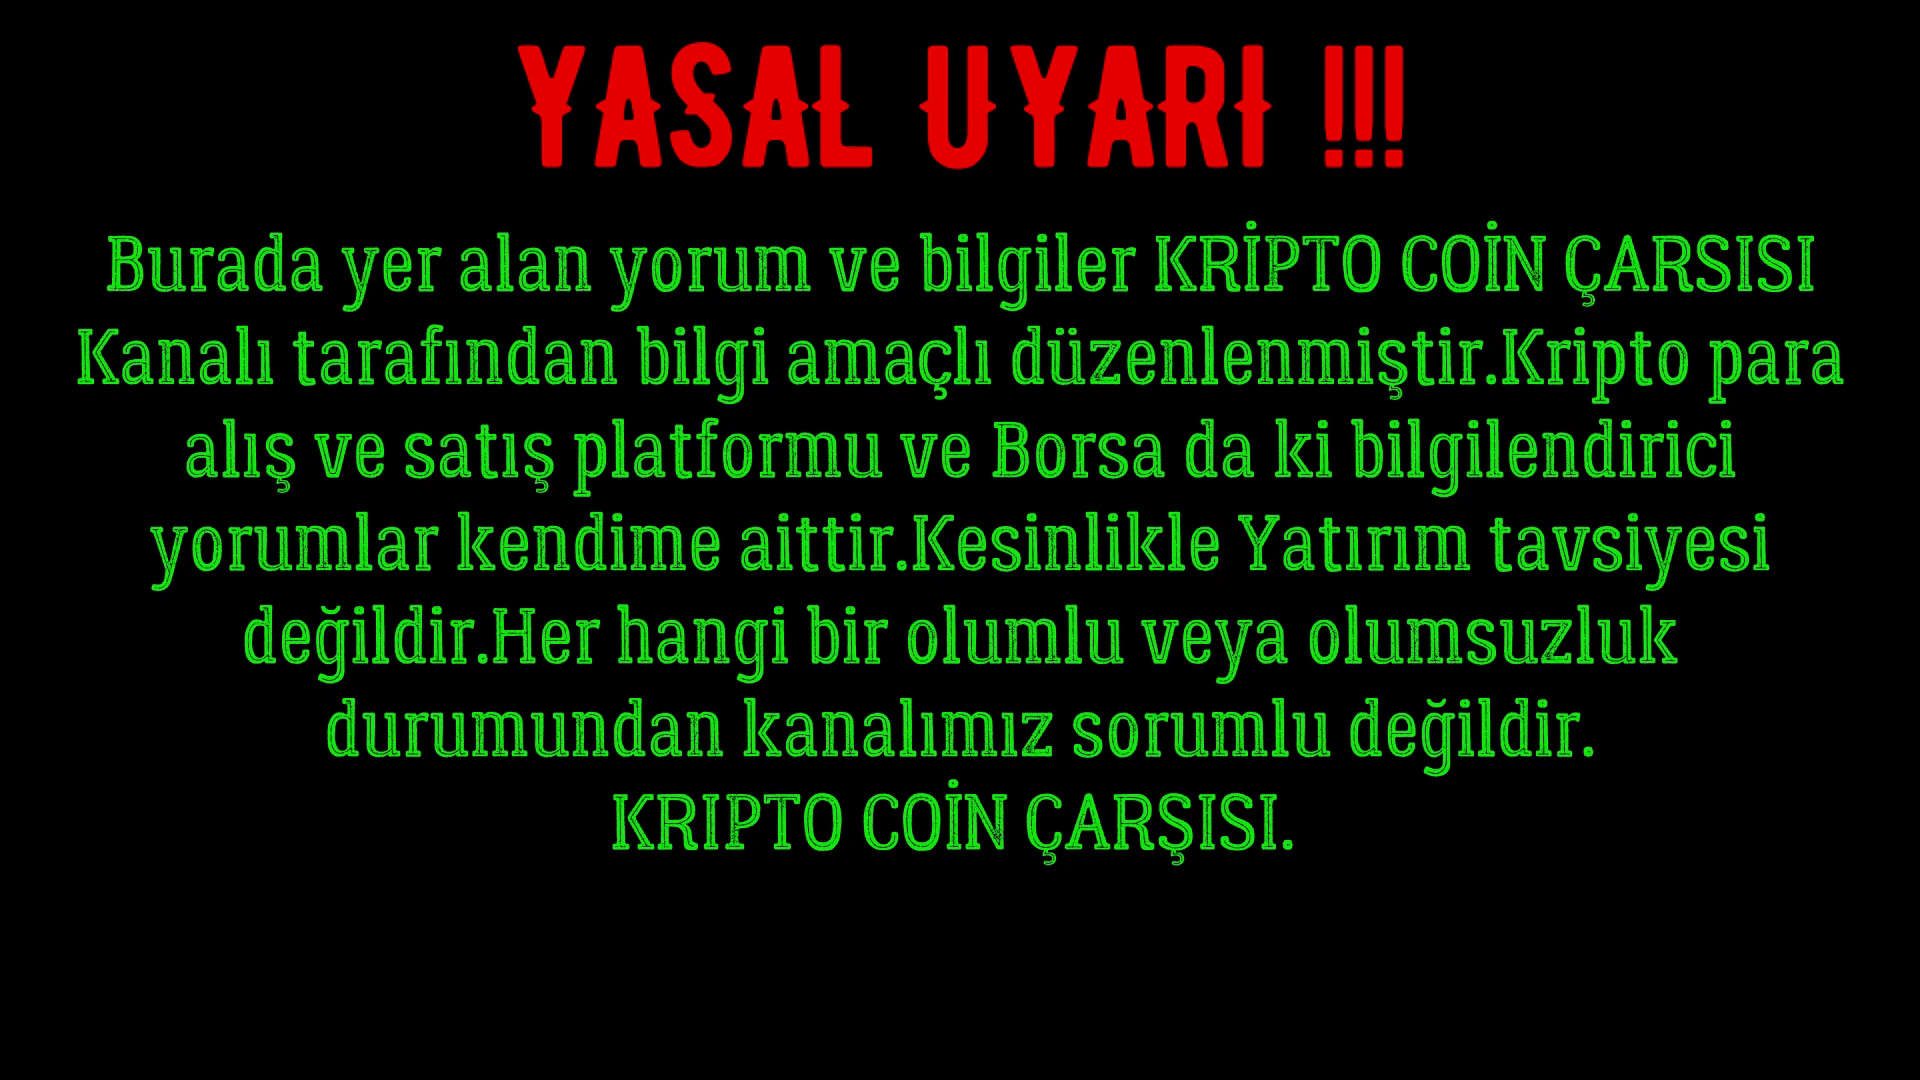 YASAL UYARI !!!
Burada yer alan yorum ve bilgiler KRİPTO COİN ÇARSISI
Kanalı tarafından bilgi amaçlı düzenlenmiştir.Kripto para
alış ve satış platformu ve Borsa da ki bilgilendirici
yorumlar kendime aittir.Kesinlikle Yatırım tavsiyesi
değildir.Her hangi bir olumlu veya olumsuzluk
durumundan kanalımız sorumlu değildir.
KRIPTO COİN ÇARŞISI.